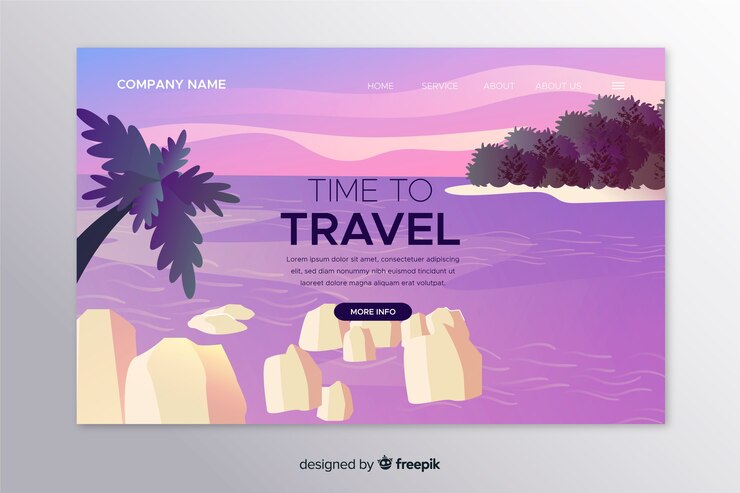 COMPANY NAME
HOME SERVICE ABOUT ABOUT US
TIME TO
TRAVEL
Lorem ipsum dolor sit amet, consectetuer adipiscing
elit, sed diam nonummy nibh euismod tincidunt ut
laoreet dolore magna aliquam erat volutpat.
MORE INFO
designed by freepik